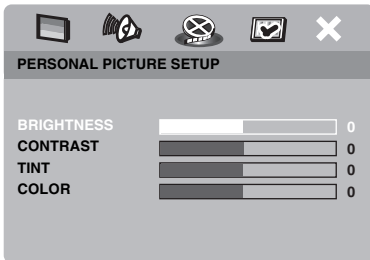 PERSONAL PICTURE SETUP
BRIGHTNESS 0
CONTRAST 0
TINT 0
COLOR 0